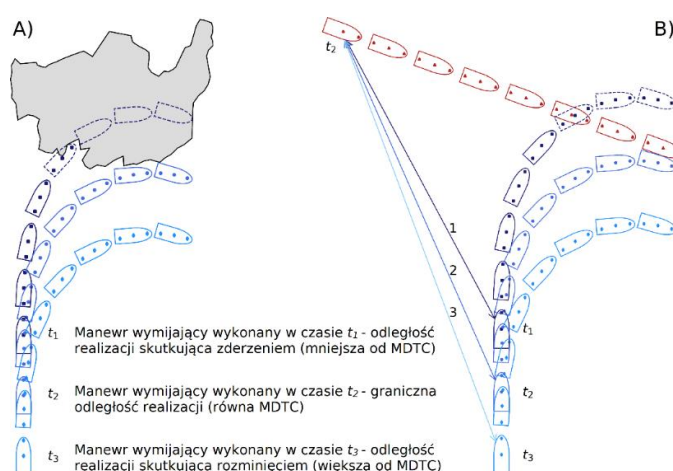 A)
B)
t₂
1
2
3
t₁ Manewr wymijający wykonany w czasie t₁ - odległość
realizacji skutkująca zderzeniem (mniejsza od MDTC)
t₁
t₂ Manewr wymijający wykonany w czasie t₂ - graniczna
odległość realizacji (równa MDTC)
t₂
t₃ Manewr wymijający wykonany w czasie t₃ - odległość
realizacji skutkująca rozminięciem (większa od MDTC)
t₃